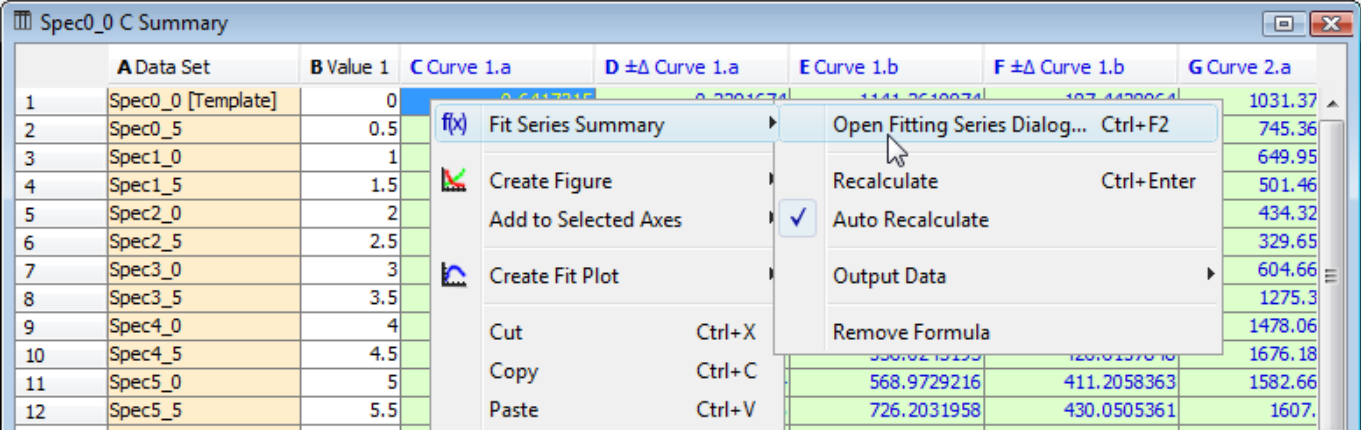 Spec0_0 C Summary
A Data Set B Value 1 C Curve 1.a D ±Δ Curve 1.a E Curve 1.b F ±Δ Curve 1.b G Curve 2.a
1 Spec0_0 [Template] 0 1031.37
2 Spec0_5 0.5 f(x) Fit Series Summary Open Fitting Series Dialog... Ctrl+F2 745.36
3 Spec1_0 1 649.95
4 Spec1_5 1.5 Create Figure Recalculate Ctrl+Enter 501.46
5 Spec2_0 2 Add to Selected Axes Auto Recalculate 434.32
6 Spec2_5 2.5 329.65
7 Spec3_0 3 Create Fit Plot Output Data 604.66
8 Spec3_5 3.5 1275.3
9 Spec4_0 4 Cut Ctrl+X Remove Formula 1478.06
10 Spec4_5 4.5 1676.18
11 Spec5_0 5 Copy Ctrl+C 568.9729216 411.2058363 1582.66
12 Spec5_5 5.5 Paste Ctrl+V 726.2031958 430.0505361 1607.